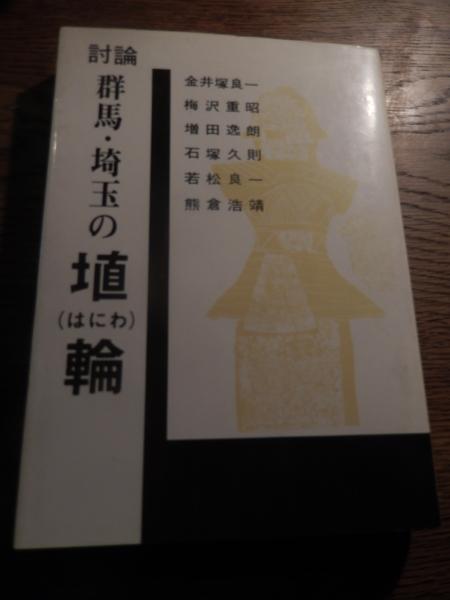 討論
群馬・埼玉の
埴
(はにわ)
輪
金井塚良一
梅沢重昭
増田逸朗
石塚久則
若松良一
熊倉浩靖